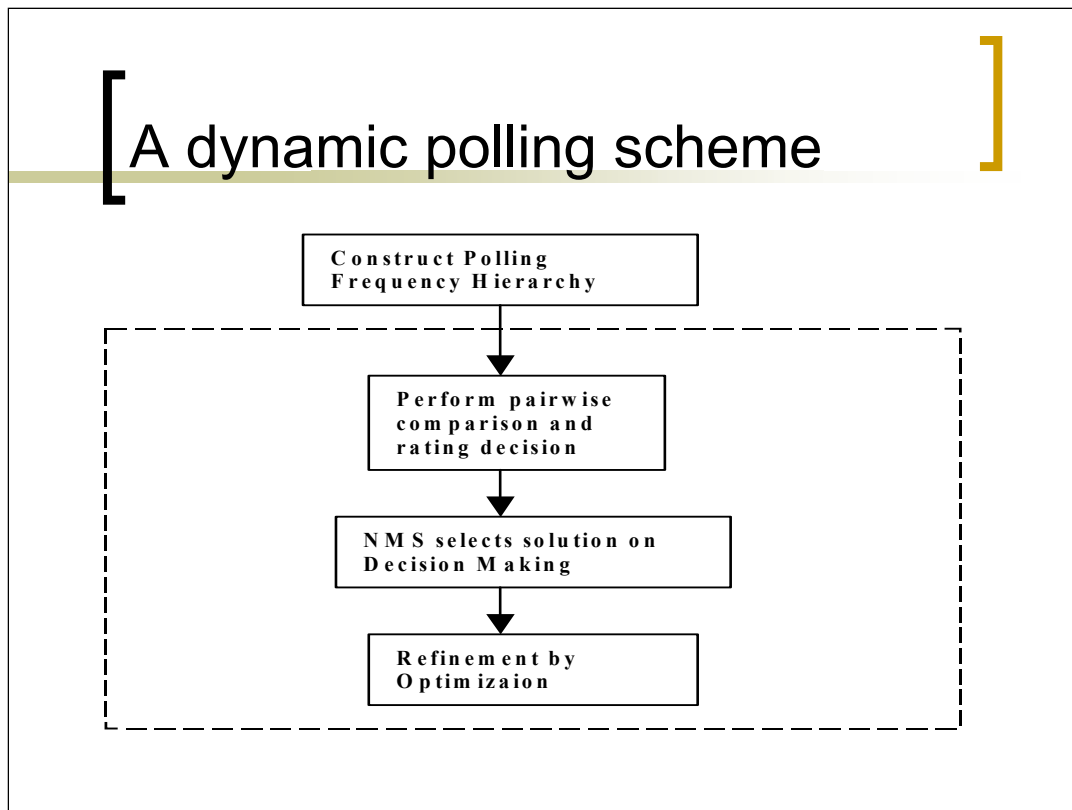 A dynamic polling scheme
Construct Polling
Frequency Hierarchy
Perform pairwise
comparison and
rating decision
NMS selects solution on
Decision Making
Refinement by
Optimizaion